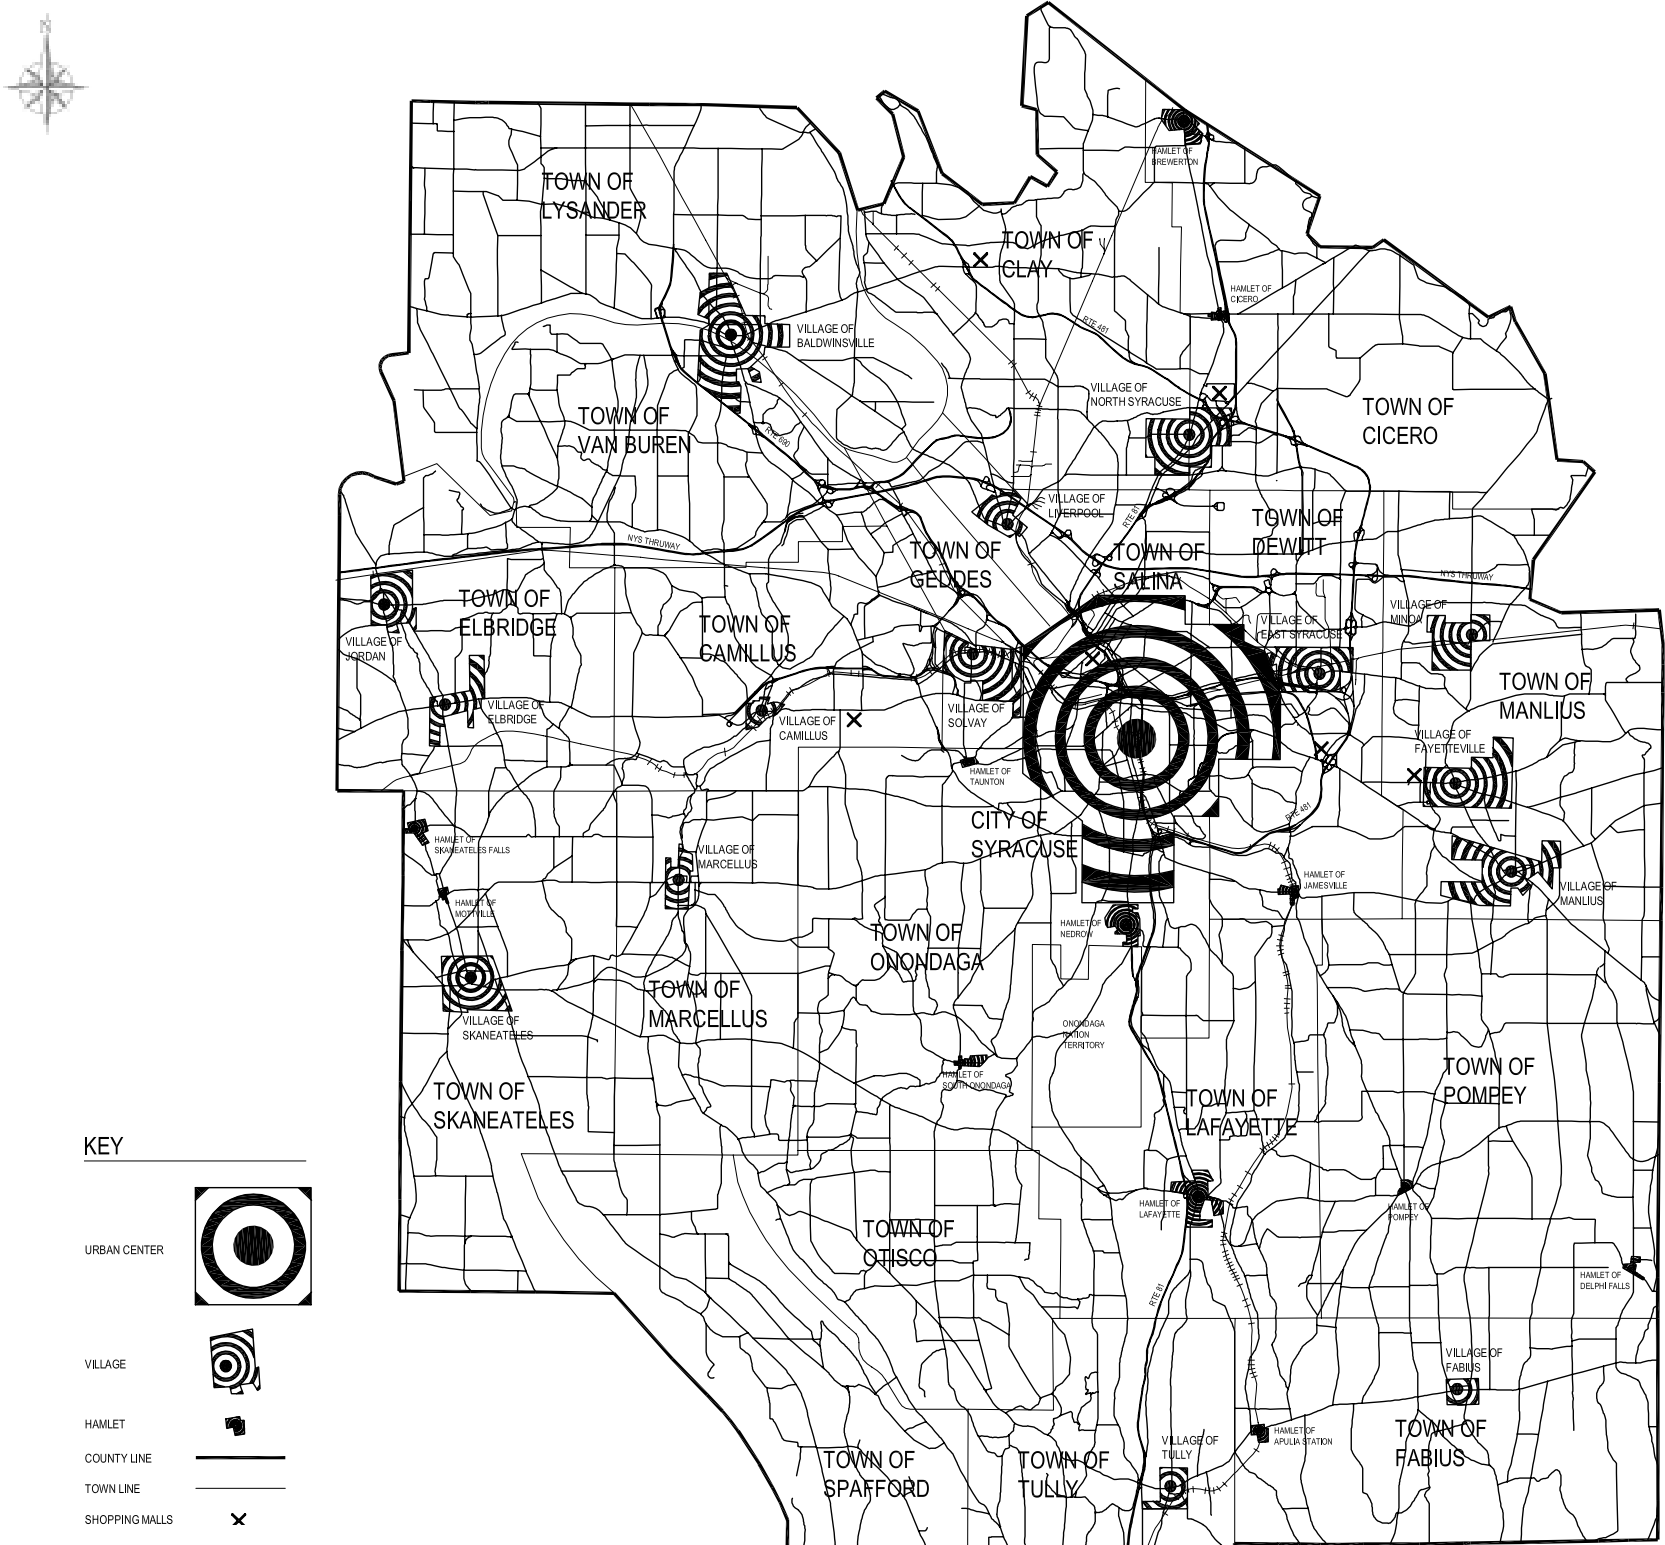 N
HAMLET OF
BREWERTON
TOWN OF
LYSANDER
TOWN OF
CLAY
HAMLET OF
CICERO
RTE 481
VILLAGE OF
BALDWINSVILLE
VILLAGE OF
NORTH SYRACUSE
TOWN OF
CICERO
TOWN OF
VAN BUREN
RTE 690
VILLAGE OF
LIVERPOOL
RTE 81
TOWN OF
DEWITT
NYS THRUWAY
TOWN OF
GEDDES
TOWN OF
SALINA
NYS THRUWAY
TOWN OF
ELBRIDGE
VILLAGE OF
MINOA
TOWN OF
CAMILLUS
VILLAGE OF
EAST SYRACUSE
VILLAGE OF
JORDAN
TOWN OF
MANLIUS
VILLAGE OF
ELBRIDGE
VILLAGE OF
CAMILLUS
VILLAGE OF
SOLVAY
VILLAGE OF
FAYETTEVILLE
HAMLET OF
TAUNTON
CITY OF
SYRACUSE
RTE 481
HAMLET OF
SKANEATELES FALLS
VILLAGE OF
MARCELLUS
HAMLET OF
JAMESVILLE
VILLAGE OF
MANLIUS
HAMLET OF
MOTTVILLE
HAMLET OF
NEDROW
TOWN OF
ONONDAGA
TOWN OF
MARCELLUS
VILLAGE OF
SKANEATELES
ONONDAGA
NATION
TERRITORY
HAMLET OF
SOUTH ONONDAGA
TOWN OF
POMPEY
TOWN OF
SKANEATELES
TOWN OF
LAFAYETTE
HAMLET OF
LAFAYETTE
HAMLET OF
POMPEY
TOWN OF
OTISCO
HAMLET OF
DELPHI FALLS
RTE 81
VILLAGE OF
FABIUS
TOWN OF
FABIUS
HAMLET OF
APULIA STATION
VILLAGE OF
TULLY
TOWN OF
SPAFFORD
TOWN OF
TULLY
KEY
URBAN CENTER
VILLAGE
HAMLET
COUNTY LINE
TOWN LINE
SHOPPING MALLS